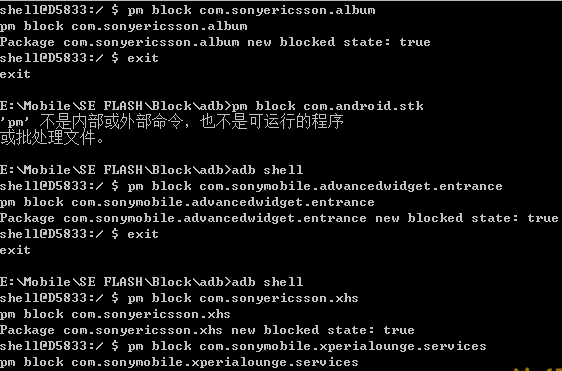 shell@D5833:/ $ pm block com.sonyericsson.album
pm block com.sonyericsson.album
Package com.sonyericsson.album new blocked state: true
shell@D5833:/ $ exit
exit
E:\Mobile\SE FLASH\Block\adb>pm block com.android.stk
'pm' 不是内部或外部命令，也不是可运行的程序
或批处理文件。
E:\Mobile\SE FLASH\Block\adb>adb shell
shell@D5833:/ $ pm block com.sonymobile.advancedwidget.entrance
pm block com.sonymobile.advancedwidget.entrance
Package com.sonymobile.advancedwidget.entrance new blocked state: true
shell@D5833:/ $ exit
exit
E:\Mobile\SE FLASH\Block\adb>adb shell
shell@D5833:/ $ pm block com.sonyericsson.xhs
pm block com.sonyericsson.xhs
Package com.sonyericsson.xhs new blocked state: true
shell@D5833:/ $ pm block com.sonymobile.xperialounge.services
pm block com.sonymobile.xperialounge.services